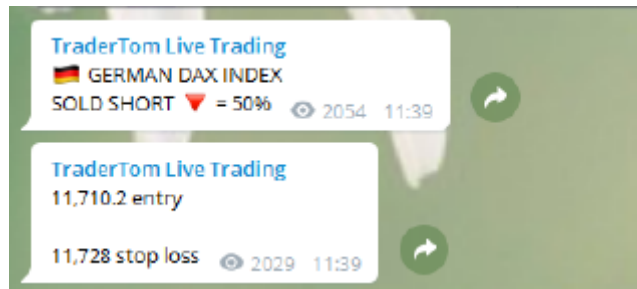 TraderTom Live Trading
🇩🇪 GERMAN DAX INDEX
SOLD SHORT 🔻 = 50% 2054 11:39
TraderTom Live Trading
11,710.2 entry
11,728 stop loss 2029 11:39